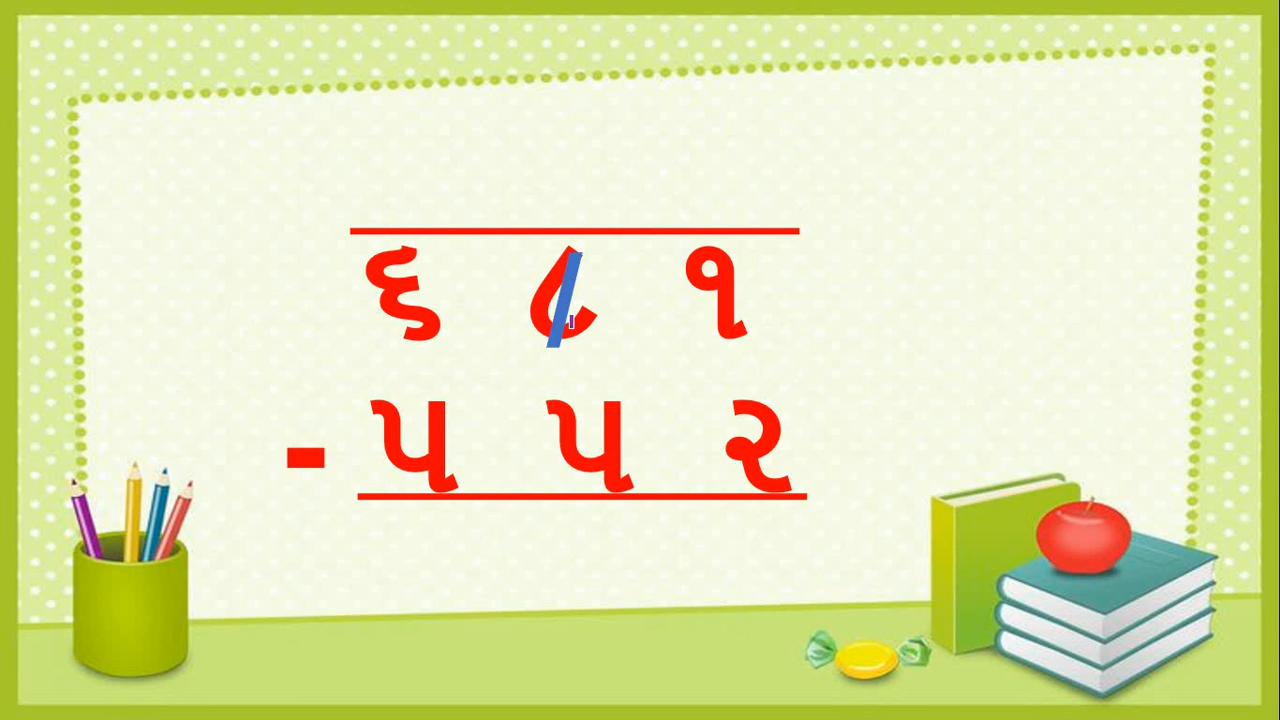 ૬ ૮ ૧
- ૫ ૫ ૨